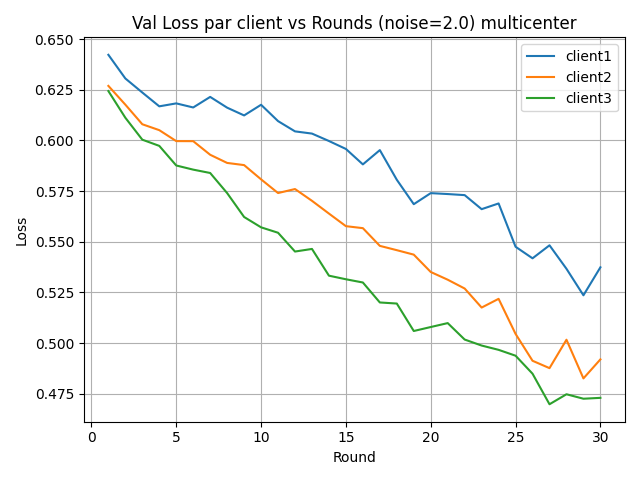 Val Loss par client vs Rounds (noise=2.0) multicenter
client1
client2
client3
Loss
0.650
0.625
0.600
0.575
0.550
0.525
0.500
0.475
0 5 10 15 20 25 30
Round